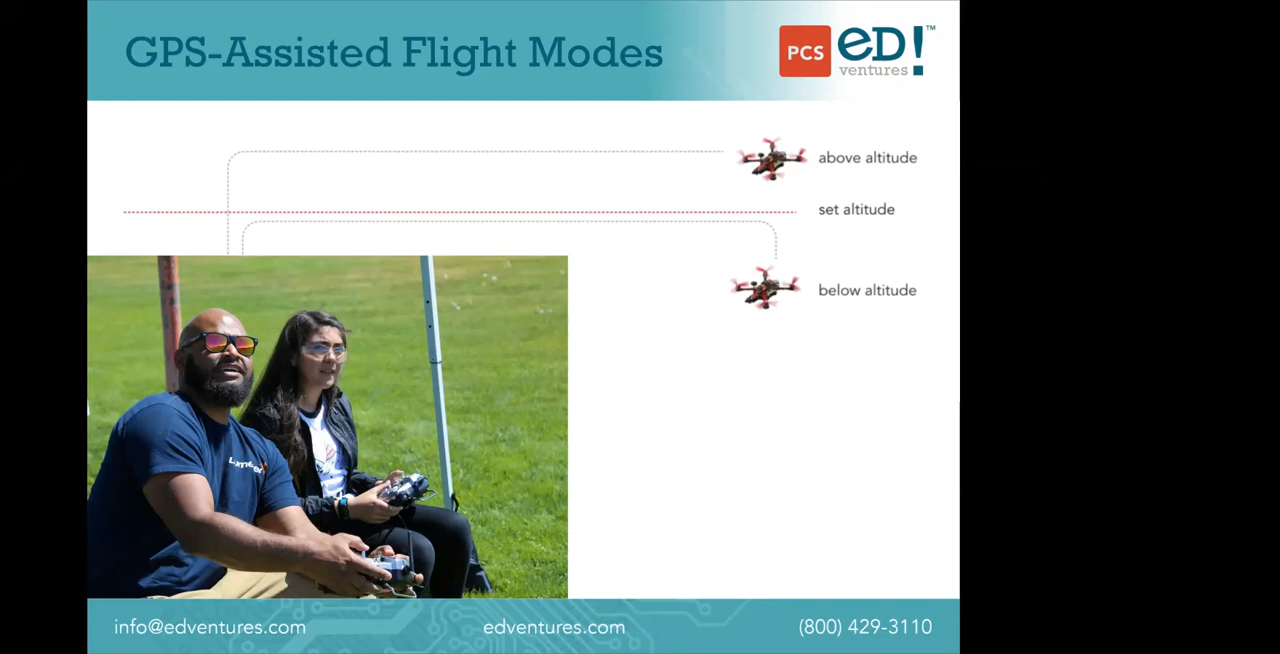 GPS-Assisted Flight Modes
PCS
eD!™
ventures
above altitude
set altitude
below altitude
info@edventures.com
edventures.com
(800) 429-3110